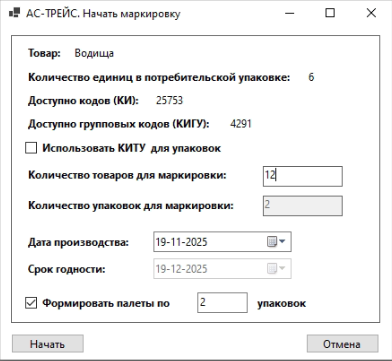 АС-ТРЕЙС. Начать маркировку
Товар: Водища
Количество единиц в потребительской упаковке: 6
Доступно кодов (КИ): 25753
Доступно групповых кодов (КИГУ): 4291
Использовать КИТУ для упаковок
Количество товаров для маркировки: 12
Количество упаковок для маркировки: 2
Дата производства: 19-11-2025
Срок годности: 19-12-2025
Формировать палеты по 2 упаковок
Начать Отмена